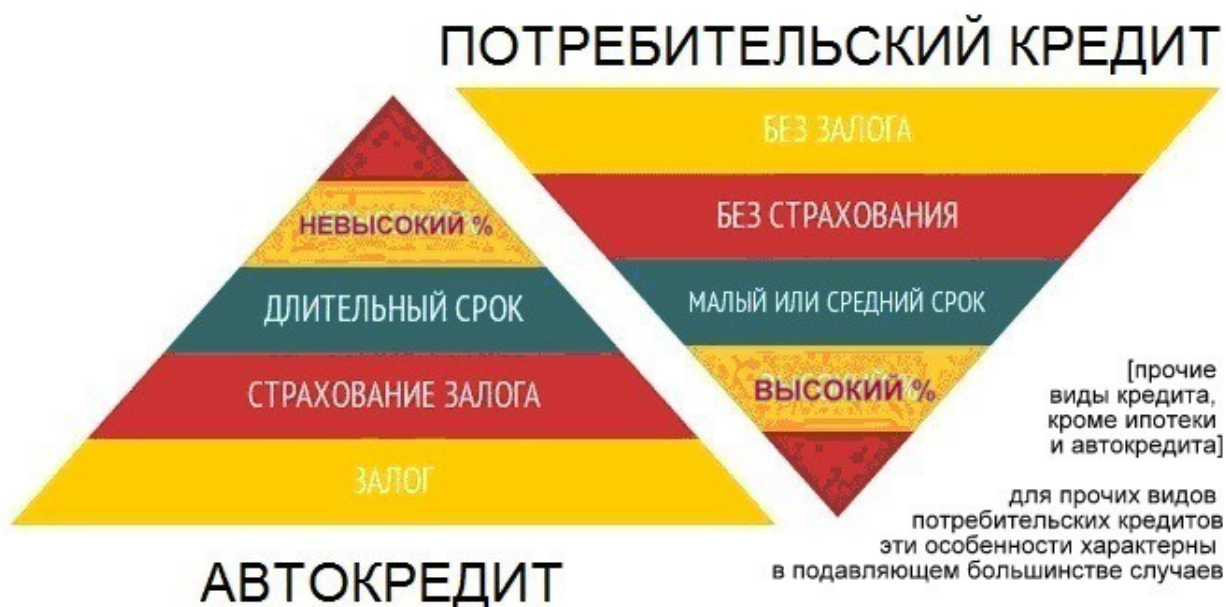 ПОТРЕБИТЕЛЬСКИЙ КРЕДИТ
БЕЗ ЗАЛОГА
БЕЗ СТРАХОВАНИЯ
МАЛЫЙ ИЛИ СРЕДНИЙ СРОК
ВЫСОКИЙ %
[прочие
виды кредита,
кроме ипотеки
и автокредита]
для прочих видов
потребительских кредитов
эти особенности характерны
в подавляющем большинстве случаев
НЕВЫСОКИЙ %
ДЛИТЕЛЬНЫЙ СРОК
СТРАХОВАНИЕ ЗАЛОГА
ЗАЛОГ
АВТОКРЕДИТ